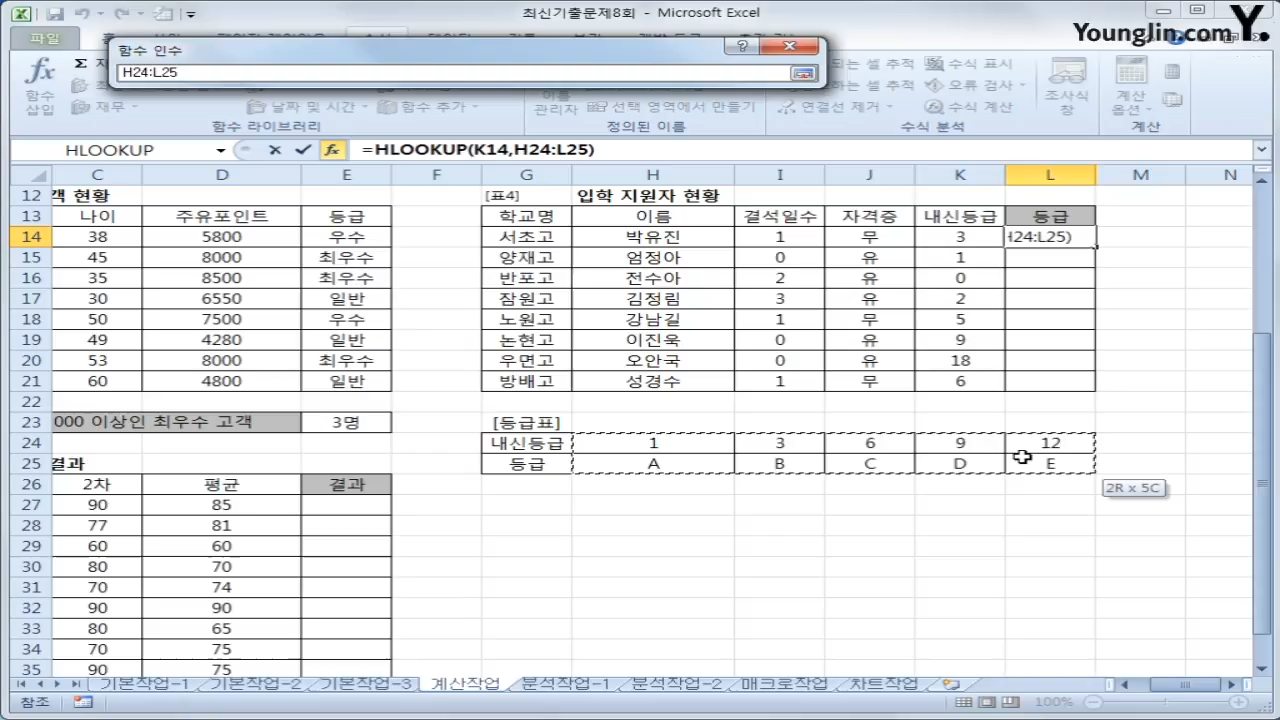 최신기출문제8회 - Microsoft Excel
Younglin.com Y.
파일
함수 인수
H24:L25
fx Σ
함수 삽입
재무
날짜 및 시간
함수 추가
함수 라이브러리
이름 관리자
선택 영역에서 만들기
정의된 이름
되는 셀 추적
되는 셀 추적
연결선 제거
수식 표시
오류 검사
수식 계산
수식 분석
조사식 창
계산 옵션
계산
HLOOKUP fx =HLOOKUP(K14,H24:L25)
C D E F G H I J K L M N
12 객 현황 [표4] 입학 지원자 현황
13 나이 주유포인트 등급 학교명 이름 결석일수 자격증 내신등급 등급
14 38 5800 우수 서초고 박유진 1 무 3 H24:L25)
15 45 8000 최우수 양재고 엄정아 0 유 1
16 35 8500 최우수 반포고 전수아 2 유 0
17 30 6550 일반 잠원고 김정림 3 유 2
18 50 7500 우수 노원고 강남길 1 무 5
19 49 4280 일반 논현고 이진욱 0 유 9
20 53 8000 최우수 우면고 오안국 0 유 18
21 60 4800 일반 방배고 성경수 1 무 6
22
23 000 이상인 최우수 고객 3명 [등급표]
24 내신등급 1 3 6 9 12
25 결과 등급 A B C D E
26 2차 평균 결과 2R x 5C
27 90 85
28 77 81
29 60 60
30 80 70
31 70 74
32 90 90
33 80 65
34 70 75
35 90 75
기본작업-1 기본작업-2 기본작업-3 계산작업 분석작업-1 분석작업-2 매크로작업 차트작업
참조 100%